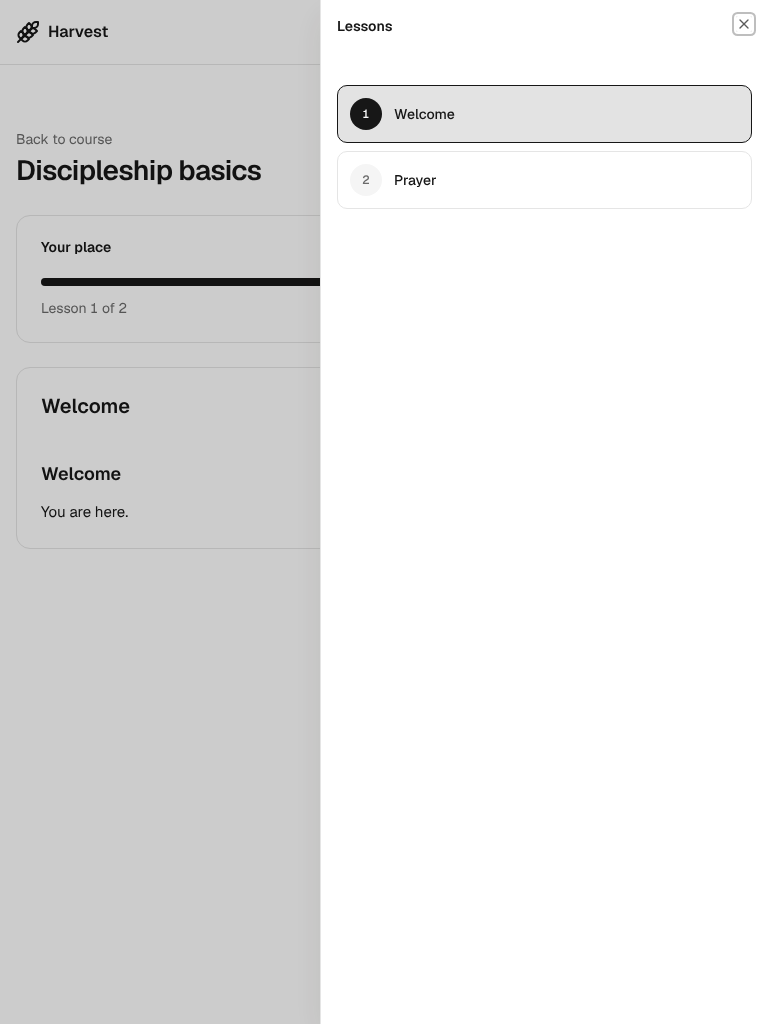 Harvest
Back to course
Discipleship basics
Your place
Lesson 1 of 2
Welcome
Welcome
You are here.
Lessons
1 Welcome
2 Prayer